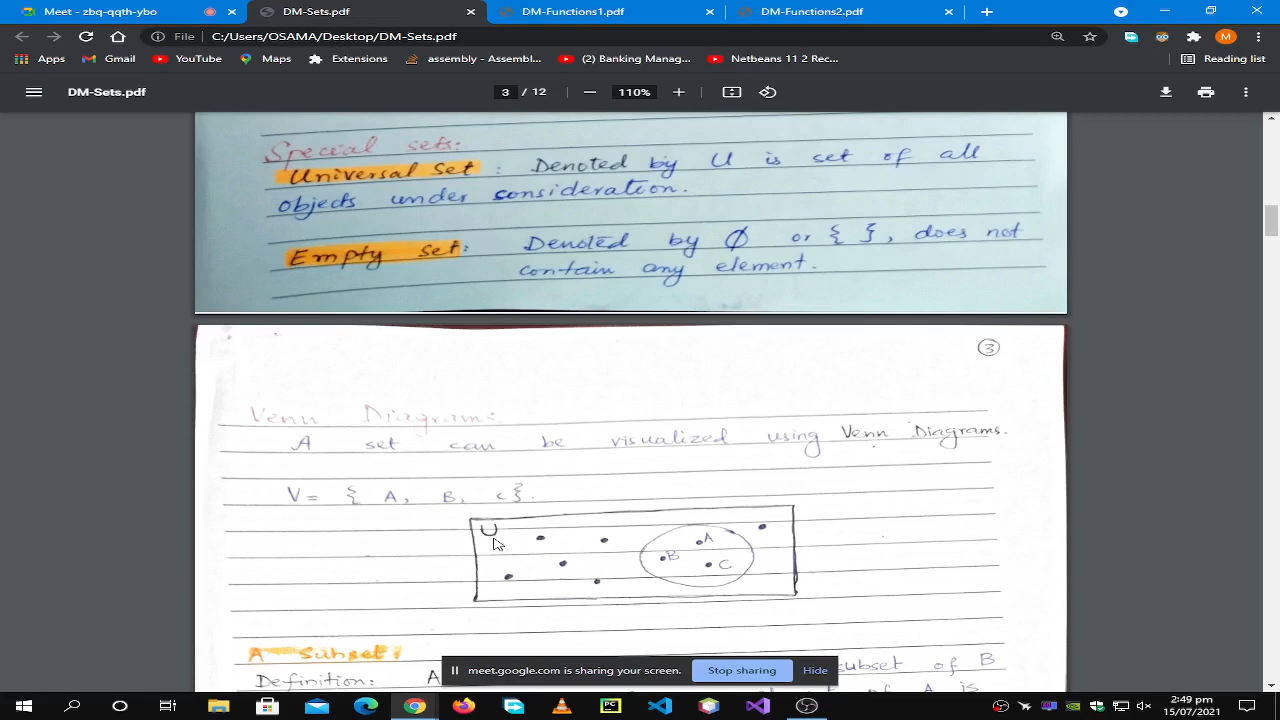 Meet - zbq-qqth-ybo
DM-Sets.pdf
DM-Functions1.pdf
DM-Functions2.pdf
File
C:/Users/OSAMA/Desktop/DM-Sets.pdf
M
Apps
Gmail
YouTube
Maps
Extensions
assembly - Assembl...
(2) Banking Manag...
Netbeans 11 2 Rec...
Reading list
DM-Sets.pdf
3 / 12
110%
Special sets:
Universal Set : Denoted by U is set of all
objects under consideration.
Empty set: Denoted by ∅ or { }, does not
contain any element.
3
Venn Diagrams:
A set can be visualized using Venn Diagrams.
V = { A, B, C}.
U
A
B
C
A Subset:
subset of B
Definition: A
of A is
meet.google.com is sharing your screen.
Stop sharing
Hide
2:49 pm
15/07/2021